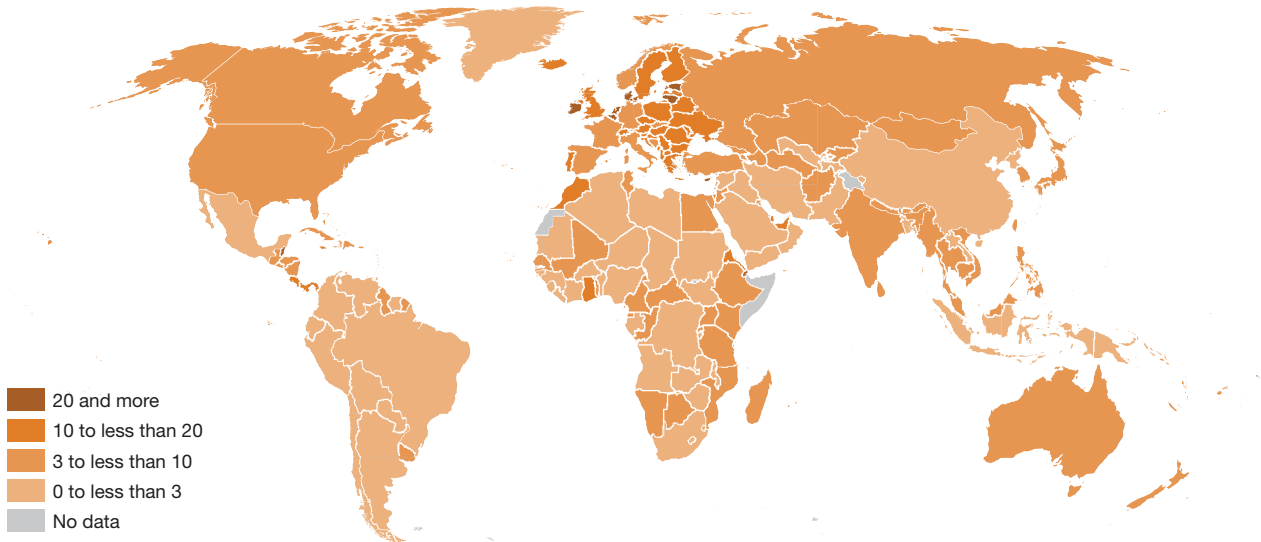 20 and more
10 to less than 20
3 to less than 10
0 to less than 3
No data